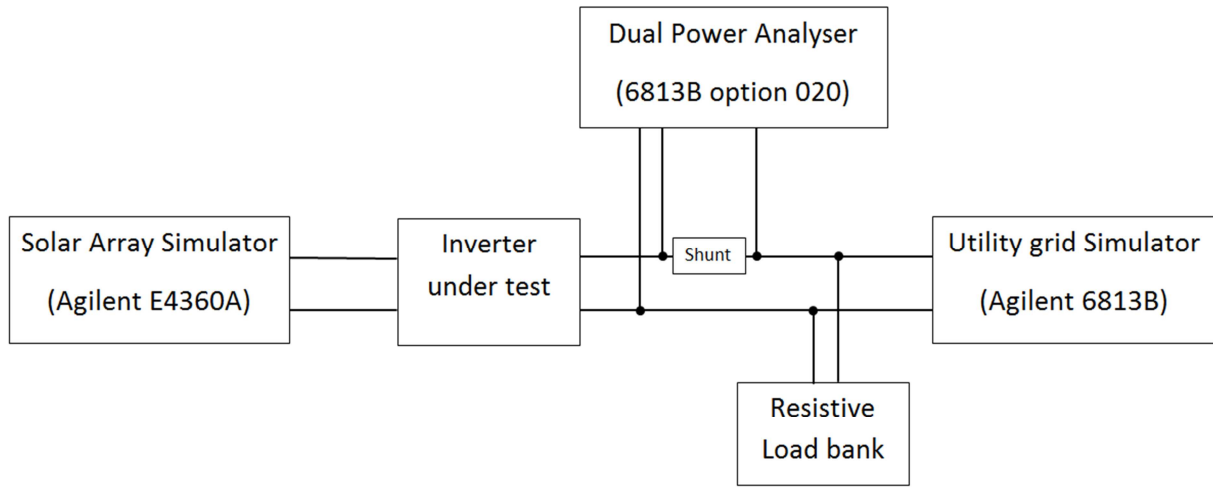 Dual Power Analyser
(6813B option 020)
Solar Array Simulator
(Agilent E4360A)
Inverter
under test
Shunt
Utility grid Simulator
(Agilent 6813B)
Resistive
Load bank